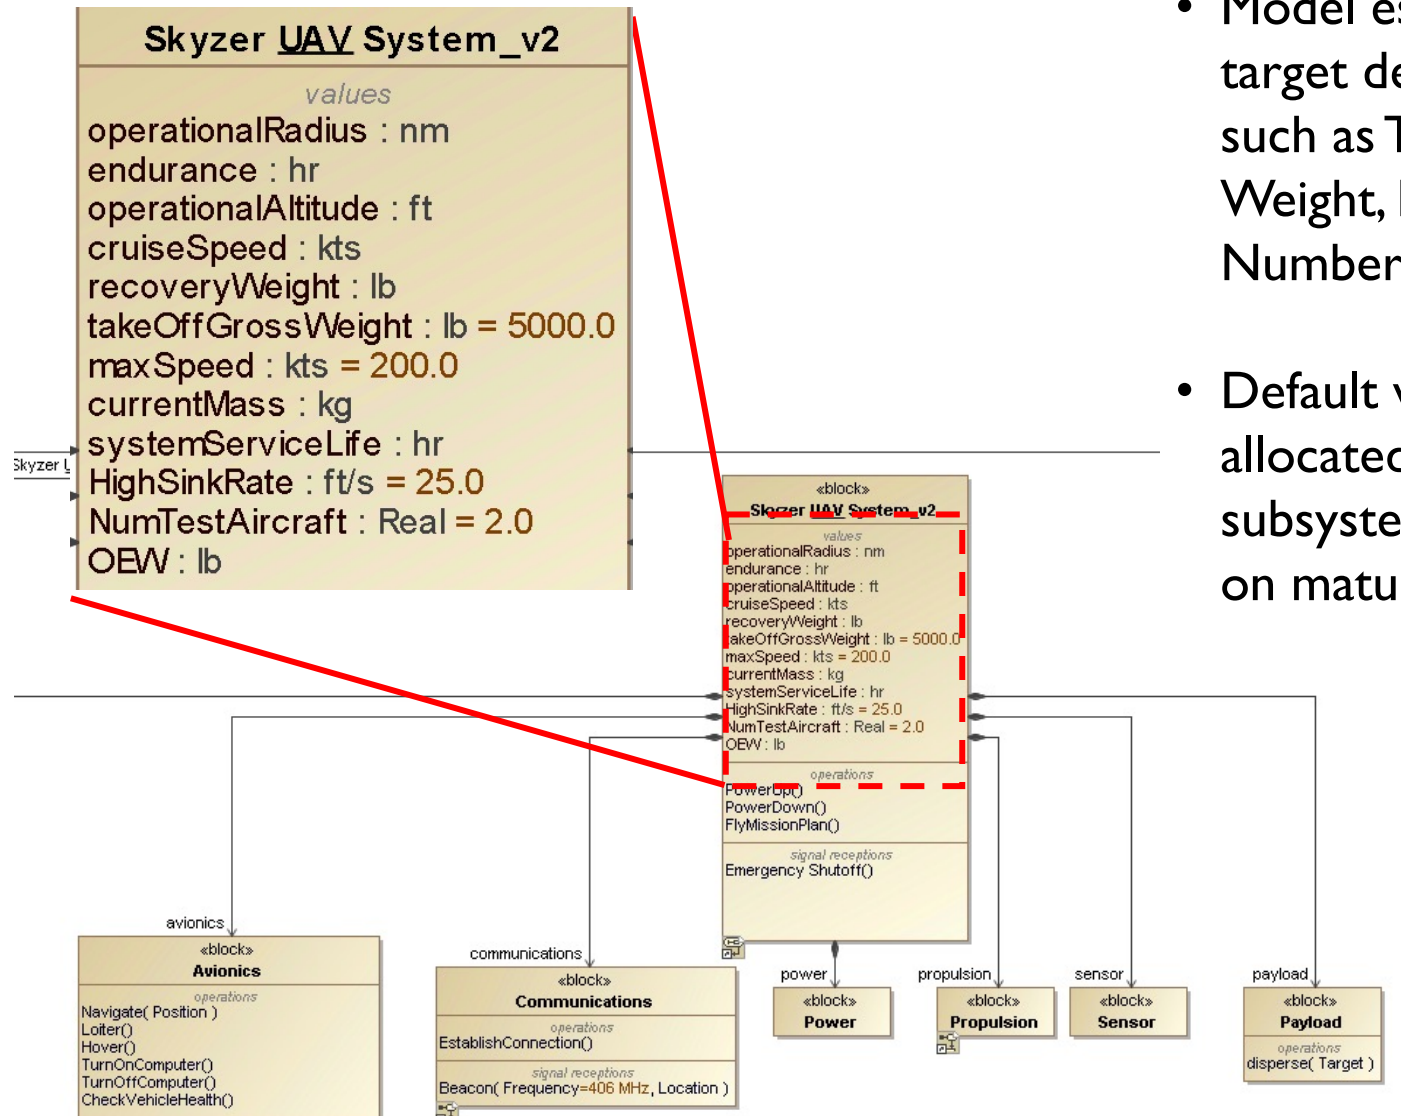 Skyzer UAV System_v2
values
operationalRadius : nm
endurance : hr
operationalAltitude : ft
cruiseSpeed : kts
recoveryWeight : lb
takeOffGrossWeight : lb = 5000.0
maxSpeed : kts = 200.0
currentMass : kg
systemServiceLife : hr
HighSinkRate : ft/s = 25.0
NumTestAircraft : Real = 2.0
OEW : lb
• Model es
target de
such as T
Weight,
Number
• Default v
allocated
subsyste
on matu
Skyzer U
«block»
Skyzer UAV System_v2
values
operationalRadius : nm
endurance : hr
operationalAltitude : ft
cruiseSpeed : kts
recoveryWeight : lb
takeOffGrossWeight : lb = 5000.0
maxSpeed : kts = 200.0
currentMass : kg
systemServiceLife : hr
HighSinkRate : ft/s = 25.0
NumTestAircraft : Real = 2.0
OEW : lb
operations
PowerUp()
PowerDown()
FlyMissionPlan()
signal receptions
Emergency Shutoff()
avionics
«block»
Avionics
operations
Navigate( Position )
Loiter()
Hover()
TurnOnComputer()
TurnOffComputer()
CheckVehicleHealth()
communications
«block»
Communications
operations
EstablishConnection()
signal receptions
Beacon( Frequency=406 MHz, Location )
power
«block»
Power
propulsion
«block»
Propulsion
sensor
«block»
Sensor
payload
«block»
Payload
operations
disperse( Target )